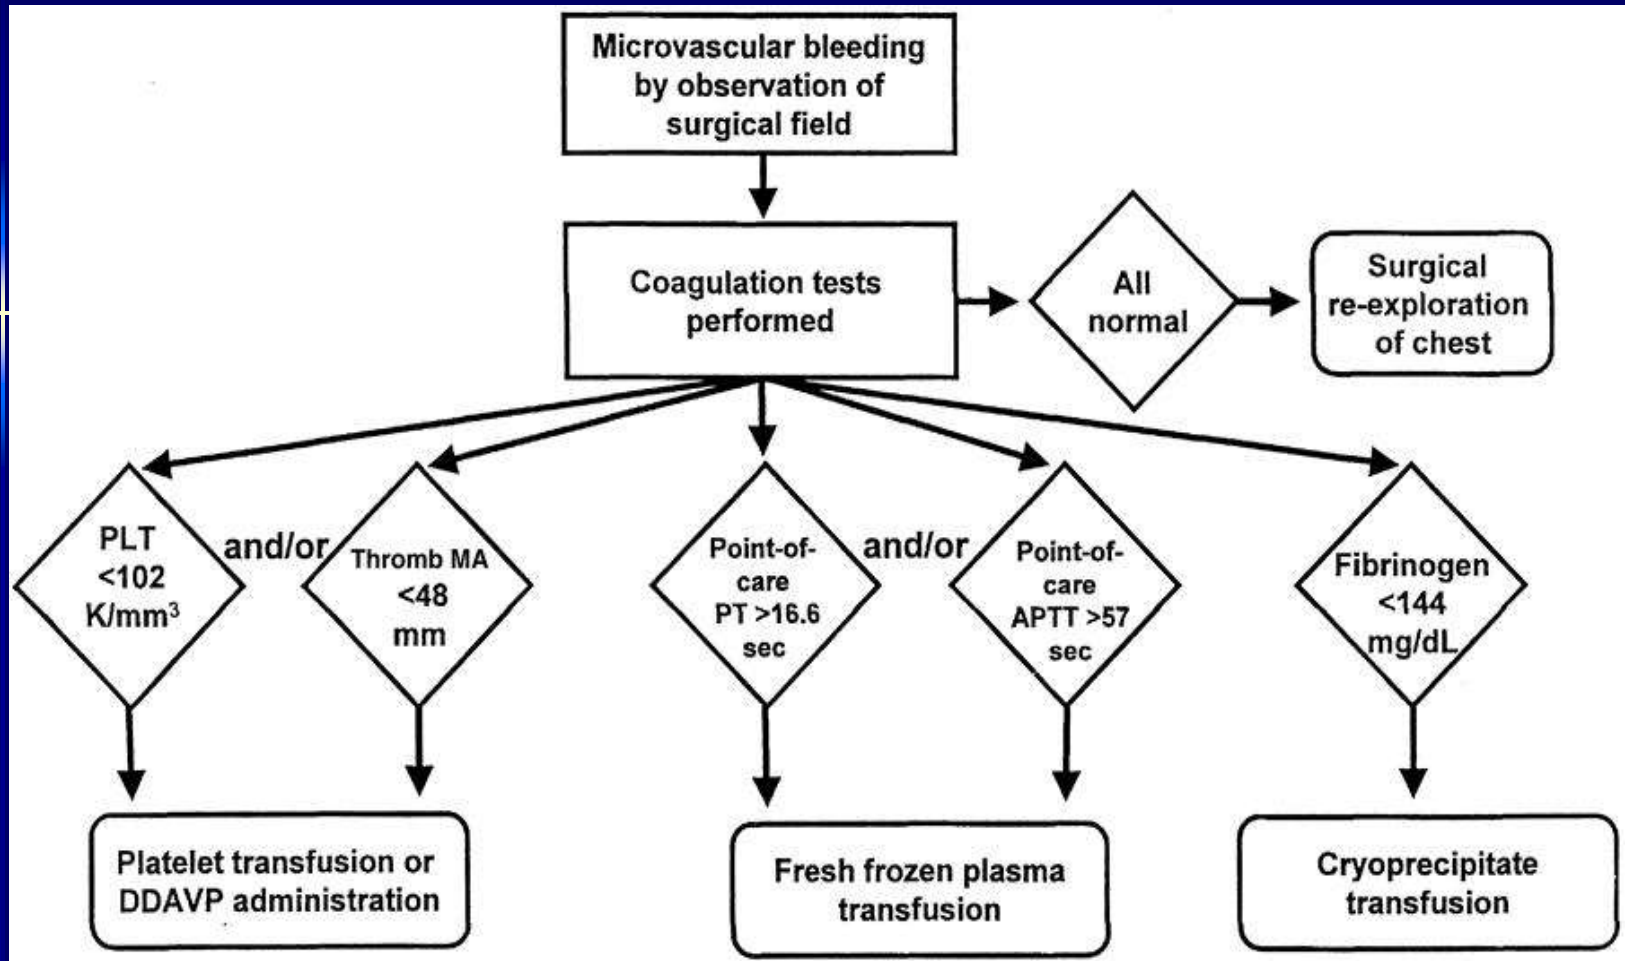 Microvascular bleeding
by observation of
surgical field
Coagulation tests
performed
All
normal
Surgical
re-exploration
of chest
PLT
<102
K/mm³
and/or
Thromb MA
<48
mm
Point-of-
care
PT >16.6
sec
and/or
Point-of-
care
APTT >57
sec
Fibrinogen
<144
mg/dL
Platelet transfusion or
DDAVP administration
Fresh frozen plasma
transfusion
Cryoprecipitate
transfusion